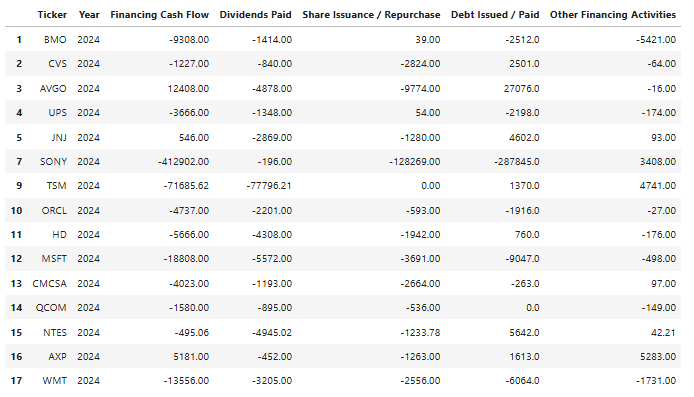 Ticker Year Financing Cash Flow Dividends Paid Share Issuance / Repurchase Debt Issued / Paid Other Financing Activities
1 BMO 2024 -9308.00 -1414.00 39.00 -2512.0 -5421.00
2 CVS 2024 -1227.00 -840.00 -2824.00 2501.0 -64.00
3 AVGO 2024 12408.00 -4878.00 -9774.00 27076.0 -16.00
4 UPS 2024 -3666.00 -1348.00 54.00 -2198.0 -174.00
5 JNJ 2024 546.00 -2869.00 -1280.00 4602.0 93.00
7 SONY 2024 -412902.00 -196.00 -128269.00 -287845.0 3408.00
9 TSM 2024 -71685.62 -77796.21 0.00 1370.0 4741.00
10 ORCL 2024 -4737.00 -2201.00 -593.00 -1916.0 -27.00
11 HD 2024 -5666.00 -4308.00 -1942.00 760.0 -176.00
12 MSFT 2024 -18808.00 -5572.00 -3691.00 -9047.0 -498.00
13 CMCSA 2024 -4023.00 -1193.00 -2664.00 -263.0 97.00
14 QCOM 2024 -1580.00 -895.00 -536.00 0.0 -149.00
15 NTES 2024 -495.06 -4945.02 -1233.78 5642.0 42.21
16 AXP 2024 5181.00 -452.00 -1263.00 1613.0 5283.00
17 WMT 2024 -13556.00 -3205.00 -2556.00 -6064.0 -1731.00